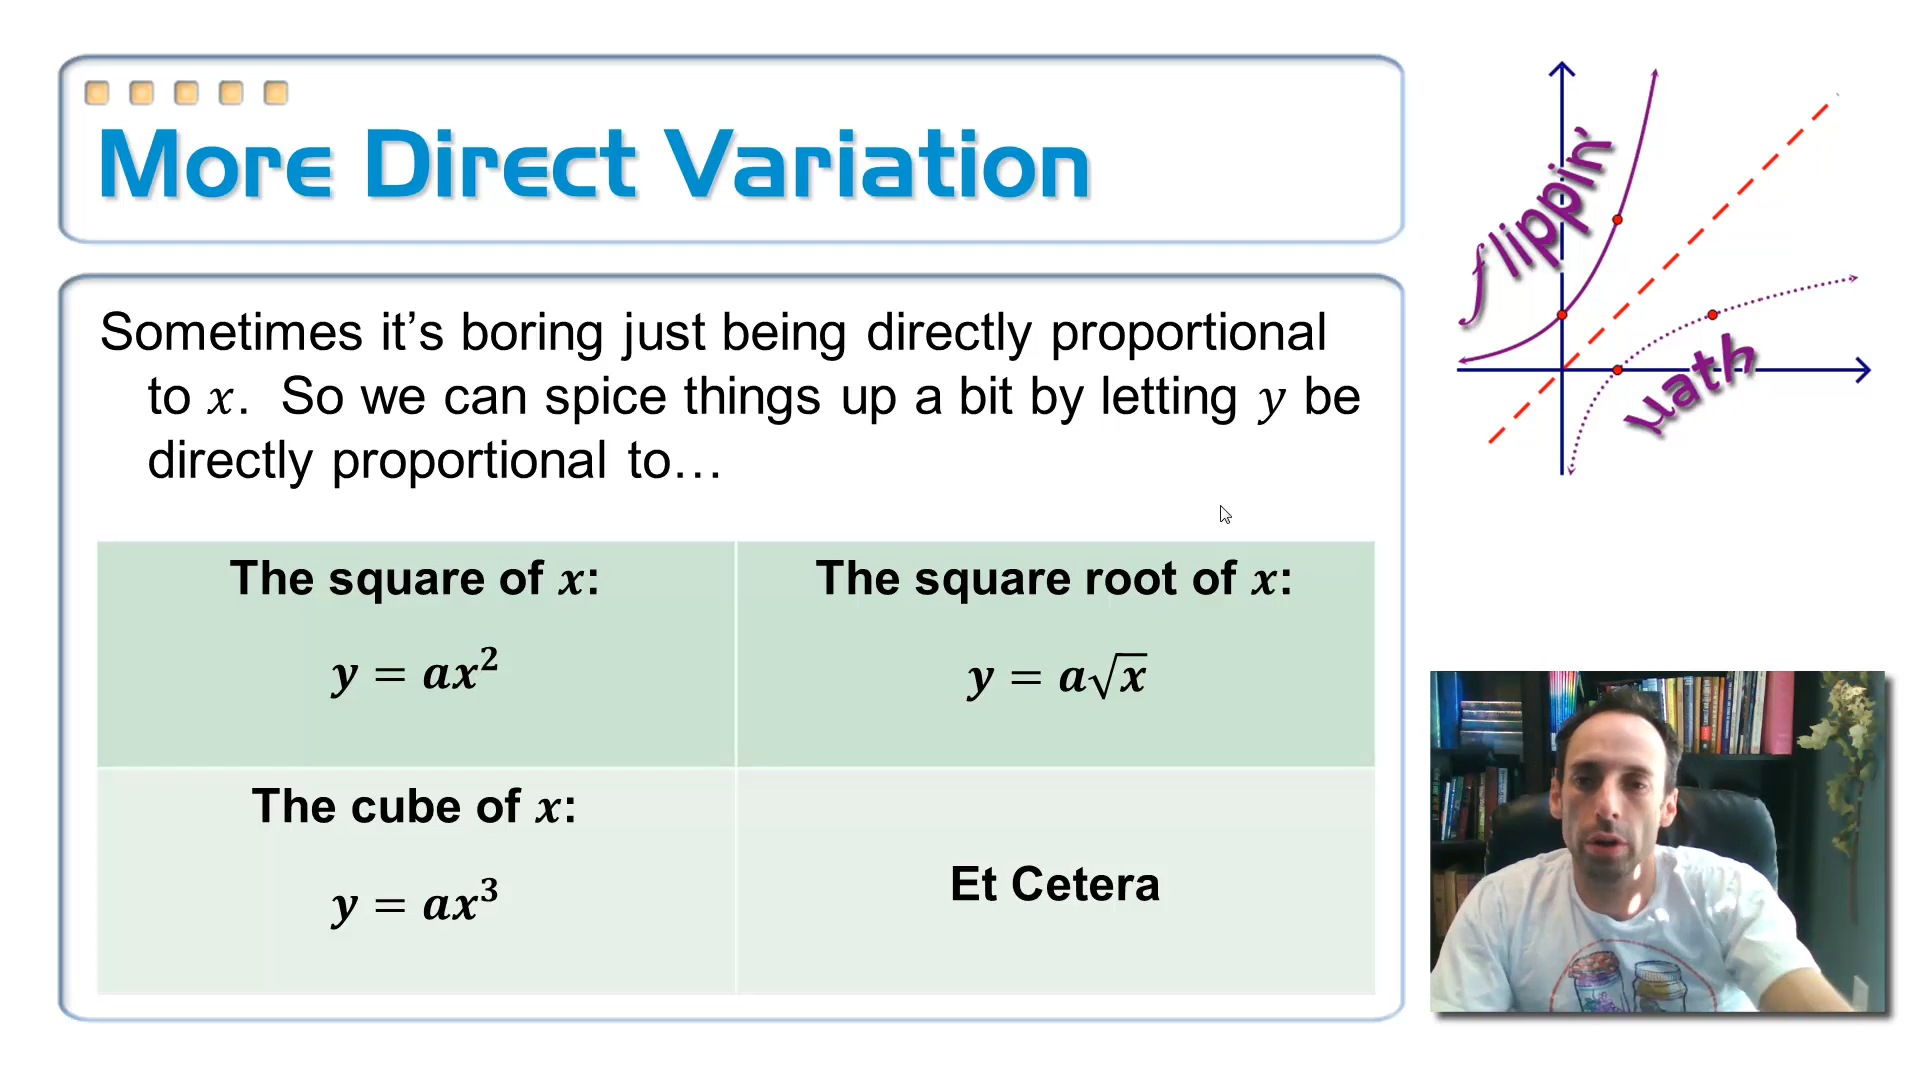 More Direct Variation
Sometimes it’s boring just being directly proportional
to x. So we can spice things up a bit by letting y be
directly proportional to…
The square of x:
y = ax²
The square root of x:
y = a√x
The cube of x:
y = ax³
Et Cetera
flippin'
math